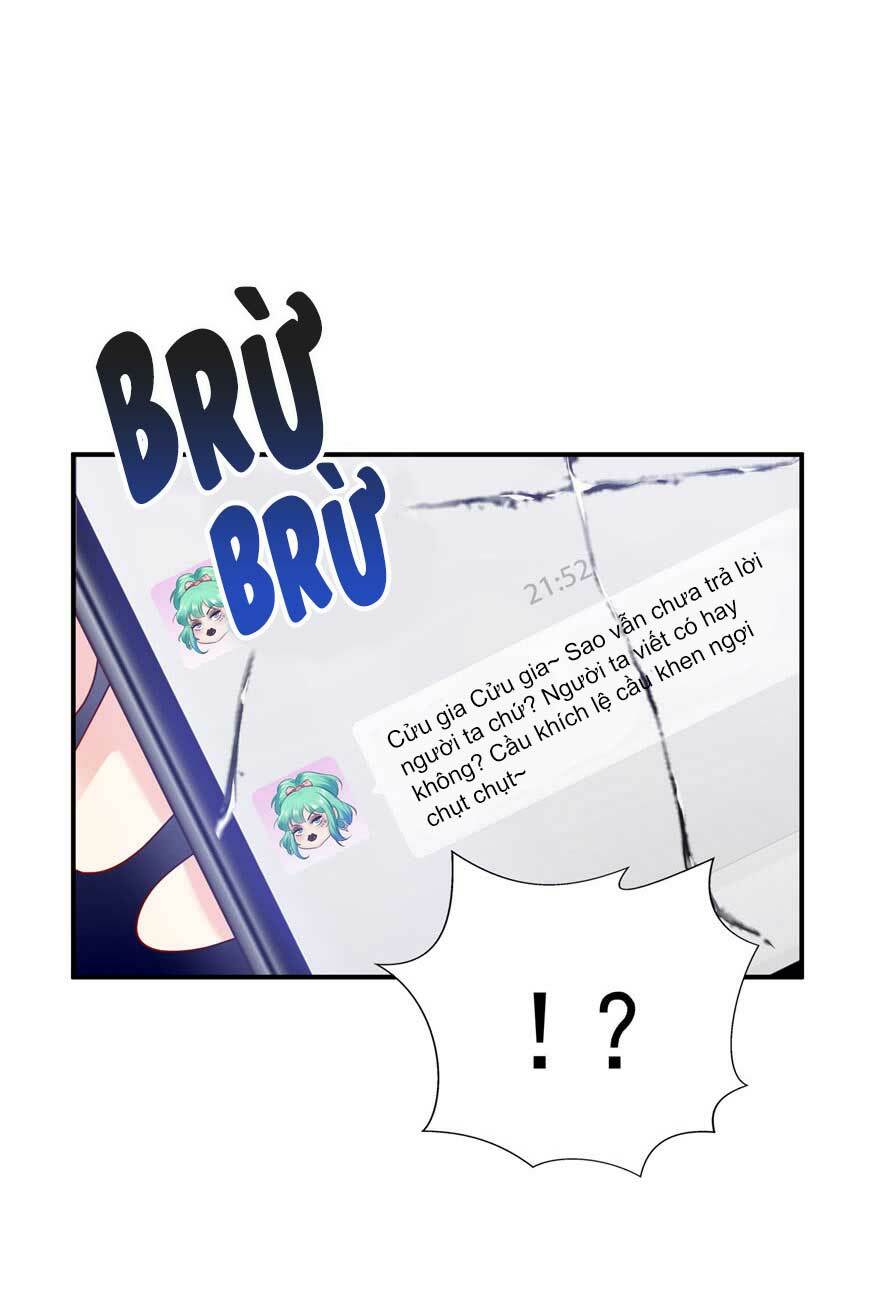 BRỪ
BRỪ
21:52
Cửu gia Cửu gia~ Sao vẫn chưa trả lời
người ta chứ? Người ta viết có hay
không? Cầu khích lệ cầu khen ngợi
chụt chụt~
! ?